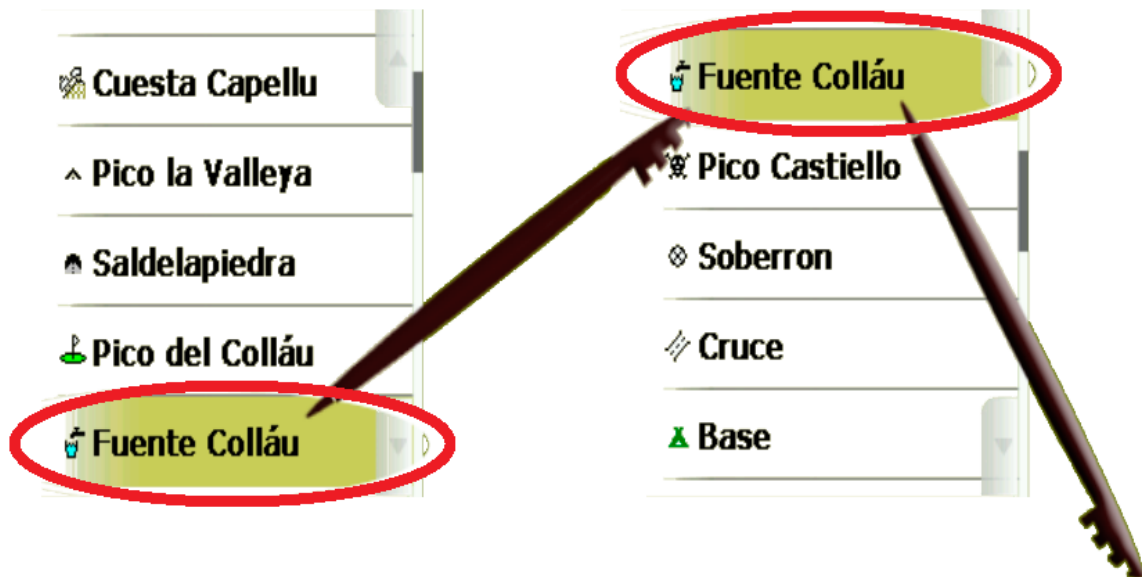 Cuesta Capellu
Pico la Valleya
Saldelapiedra
Pico del Colláu
Fuente Colláu
Fuente Colláu
Pico Castiello
Soberron
Cruce
Base